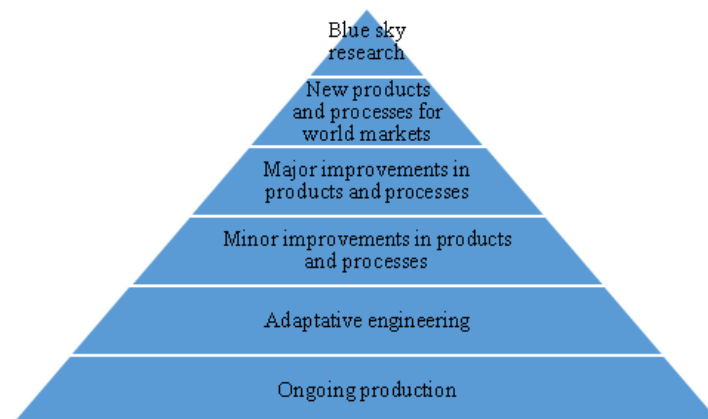 Blue sky
research
New products
and processes for
world markets
Major improvements in
products and processes
Minor improvements in products
and processes
Adaptative engineering
Ongoing production